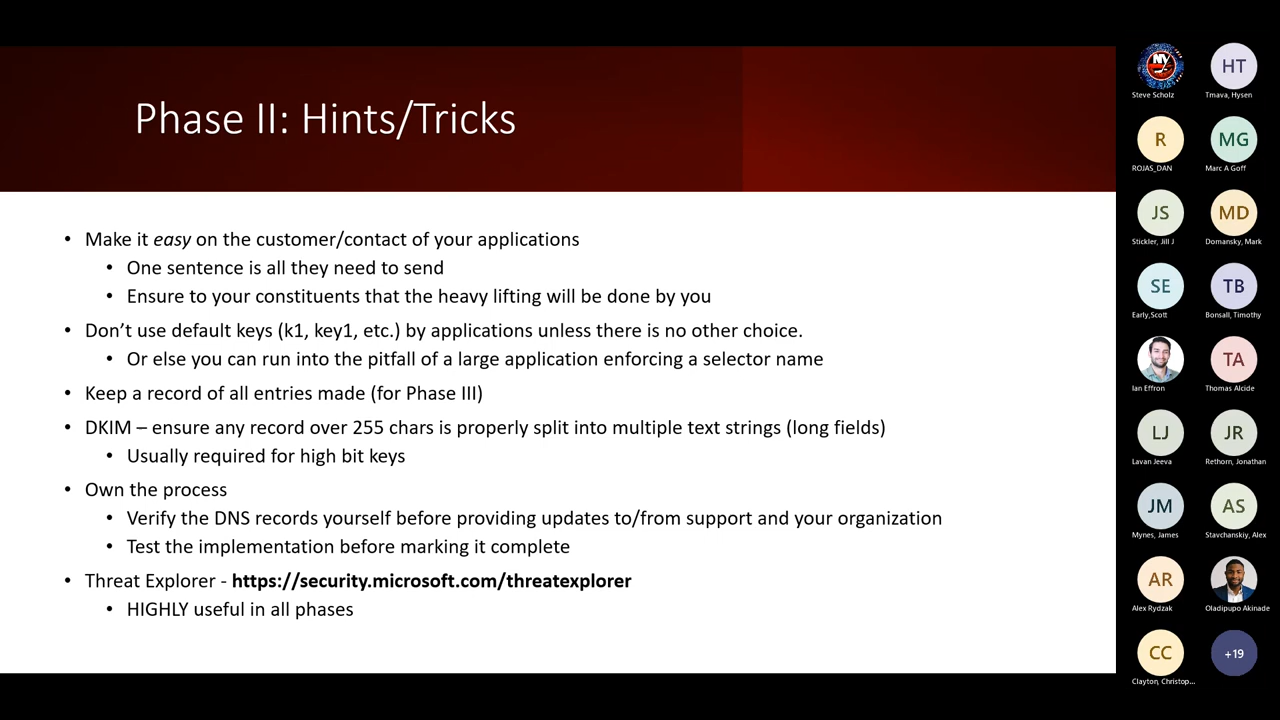 Phase II: Hints/Tricks
• Make it easy on the customer/contact of your applications
• One sentence is all they need to send
• Ensure to your constituents that the heavy lifting will be done by you
• Don’t use default keys (k1, key1, etc.) by applications unless there is no other choice.
• Or else you can run into the pitfall of a large application enforcing a selector name
• Keep a record of all entries made (for Phase III)
• DKIM – ensure any record over 255 chars is properly split into multiple text strings (long fields)
• Usually required for high bit keys
• Own the process
• Verify the DNS records yourself before providing updates to/from support and your organization
• Test the implementation before marking it complete
• Threat Explorer - https://security.microsoft.com/threatexplorer
• HIGHLY useful in all phases
NY
Steve Scholz
HT
Tmava, Hysen
R
ROJAS_DAN
MG
Marc A Goff
JS
Stickler, Jill J
MD
Domansky, Mark
SE
Early,Scott
TB
Bonsall, Timothy
Ian Effron
TA
Thomas Alcide
LJ
Lavan Jeeva
JR
Rethorn, Jonathan
JM
Mynes, James
AS
Stavchanskiy, Alex
AR
Alex Rydzak
Oladipupo Akinade
CC
Clayton, Christop...
+19